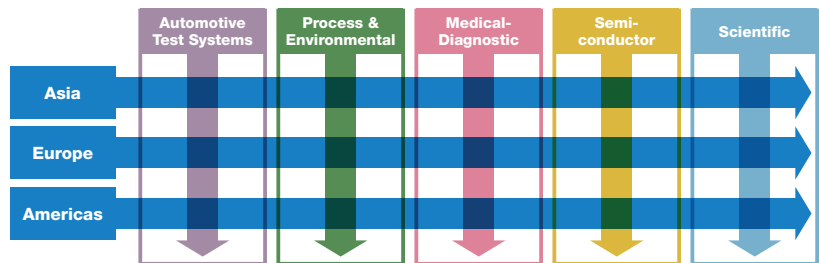 Automotive
Test Systems
Process &
Environmental
Medical-
Diagnostic
Semi-
conductor
Scientific
Asia
Europe
Americas